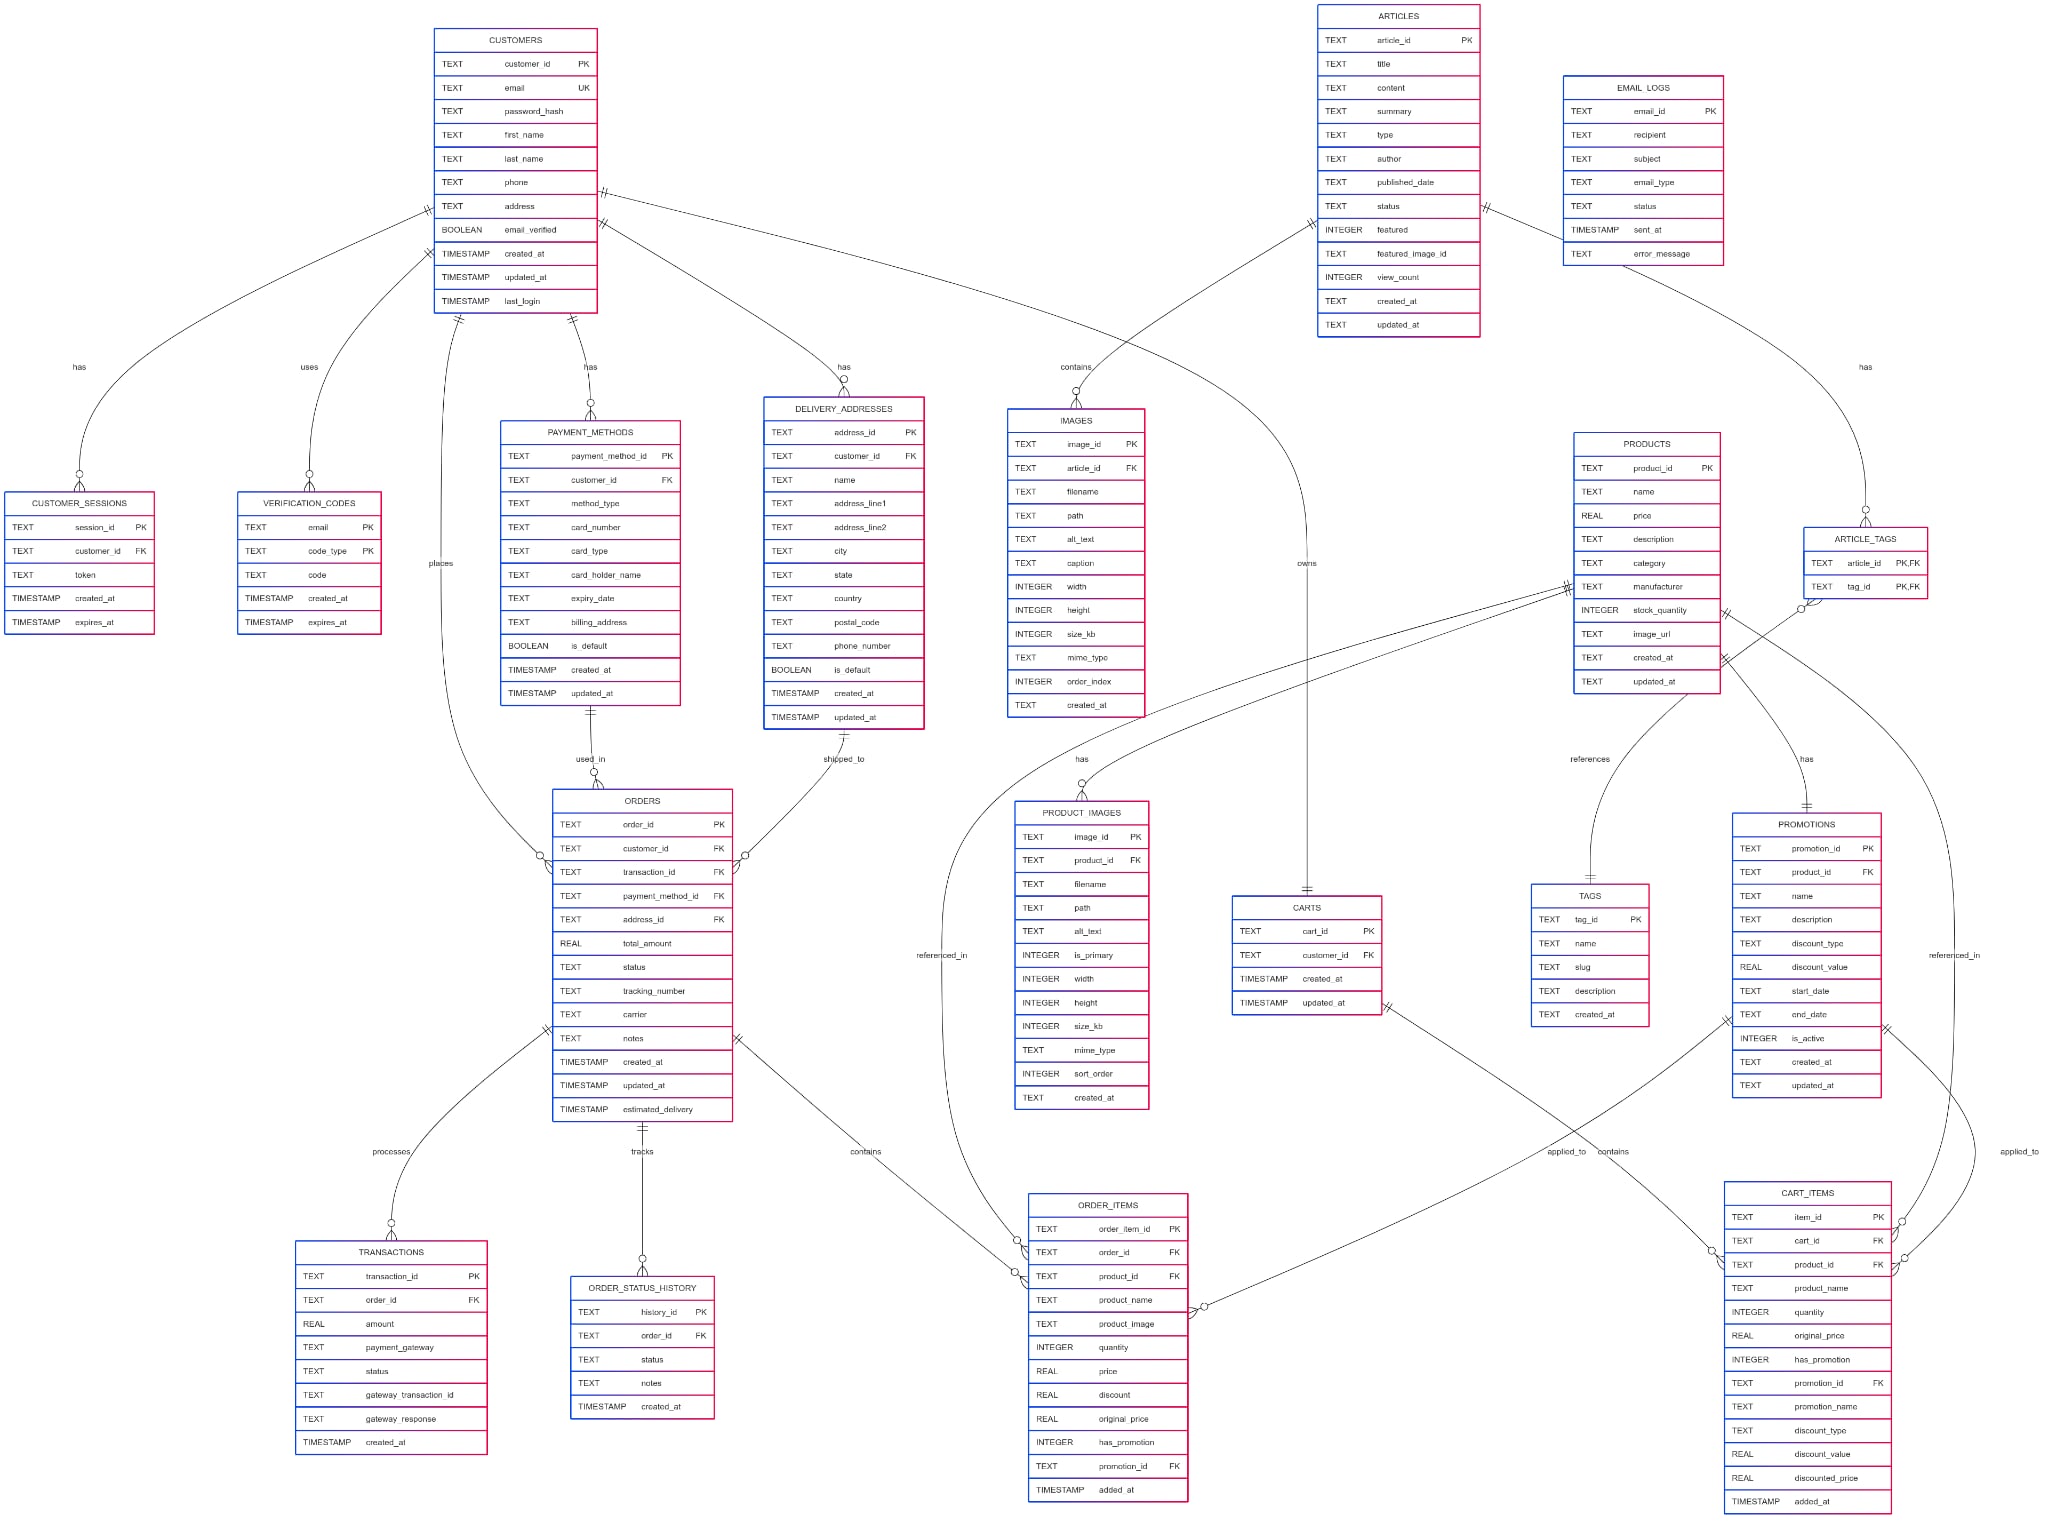 CUSTOMERS
TEXT customer_id PK
TEXT email UK
TEXT password_hash
TEXT first_name
TEXT last_name
TEXT phone
TEXT address
BOOLEAN email_verified
TIMESTAMP created_at
TIMESTAMP updated_at
TIMESTAMP last_login
ARTICLES
TEXT article_id PK
TEXT title
TEXT content
TEXT summary
TEXT type
TEXT author
TEXT published_date
TEXT status
INTEGER featured
TEXT featured_image_id
INTEGER view_count
TEXT created_at
TEXT updated_at
EMAIL_LOGS
TEXT email_id PK
TEXT recipient
TEXT subject
TEXT email_type
TEXT status
TIMESTAMP sent_at
TEXT error_message
has
uses
has
has
contains
has
CUSTOMER_SESSIONS
TEXT session_id PK
TEXT customer_id FK
TEXT token
TIMESTAMP created_at
TIMESTAMP expires_at
VERIFICATION_CODES
TEXT email PK
TEXT code_type PK
TEXT code
TIMESTAMP created_at
TIMESTAMP expires_at
places
PAYMENT_METHODS
TEXT payment_method_id PK
TEXT customer_id FK
TEXT method_type
TEXT card_number
TEXT card_type
TEXT card_holder_name
TEXT expiry_date
TEXT billing_address
BOOLEAN is_default
TIMESTAMP created_at
TIMESTAMP updated_at
DELIVERY_ADDRESSES
TEXT address_id PK
TEXT customer_id FK
TEXT name
TEXT address_line1
TEXT address_line2
TEXT city
TEXT state
TEXT country
TEXT postal_code
TEXT phone_number
BOOLEAN is_default
TIMESTAMP created_at
TIMESTAMP updated_at
IMAGES
TEXT image_id PK
TEXT article_id FK
TEXT filename
TEXT path
TEXT alt_text
TEXT caption
INTEGER width
INTEGER height
INTEGER size_kb
TEXT mime_type
INTEGER order_index
TEXT created_at
owns
PRODUCTS
TEXT product_id PK
TEXT name
REAL price
TEXT description
TEXT category
TEXT manufacturer
INTEGER stock_quantity
TEXT image_url
TEXT created_at
TEXT updated_at
ARTICLE_TAGS
TEXT article_id PK,FK
TEXT tag_id PK,FK
used_in
shipped_to
has
references
has
ORDERS
TEXT order_id PK
TEXT customer_id FK
TEXT transaction_id FK
TEXT payment_method_id FK
TEXT address_id FK
REAL total_amount
TEXT status
TEXT tracking_number
TEXT carrier
TEXT notes
TIMESTAMP created_at
TIMESTAMP updated_at
TIMESTAMP estimated_delivery
referenced_in
PRODUCT_IMAGES
TEXT image_id PK
TEXT product_id FK
TEXT filename
TEXT path
TEXT alt_text
INTEGER is_primary
INTEGER width
INTEGER height
INTEGER size_kb
TEXT mime_type
INTEGER sort_order
TEXT created_at
CARTS
TEXT cart_id PK
TEXT customer_id FK
TIMESTAMP created_at
TIMESTAMP updated_at
TAGS
TEXT tag_id PK
TEXT name
TEXT slug
TEXT description
TEXT created_at
PROMOTIONS
TEXT promotion_id PK
TEXT product_id FK
TEXT name
TEXT description
TEXT discount_type
REAL discount_value
TEXT start_date
TEXT end_date
INTEGER is_active
TEXT created_at
TEXT updated_at
referenced_in
processes
tracks
contains
applied_to
contains
applied_to
TRANSACTIONS
TEXT transaction_id PK
TEXT order_id FK
REAL amount
TEXT payment_gateway
TEXT status
TEXT gateway_transaction_id
TEXT gateway_response
TIMESTAMP created_at
ORDER_STATUS_HISTORY
TEXT history_id PK
TEXT order_id FK
TEXT status
TEXT notes
TIMESTAMP created_at
ORDER_ITEMS
TEXT order_item_id PK
TEXT order_id FK
TEXT product_id FK
TEXT product_name
TEXT product_image
INTEGER quantity
REAL price
REAL discount
REAL original_price
INTEGER has_promotion
TEXT promotion_id FK
TIMESTAMP added_at
CART_ITEMS
TEXT item_id PK
TEXT cart_id FK
TEXT product_id FK
TEXT product_name
INTEGER quantity
REAL original_price
INTEGER has_promotion
TEXT promotion_id FK
TEXT promotion_name
TEXT discount_type
REAL discount_value
REAL discounted_price
TIMESTAMP added_at